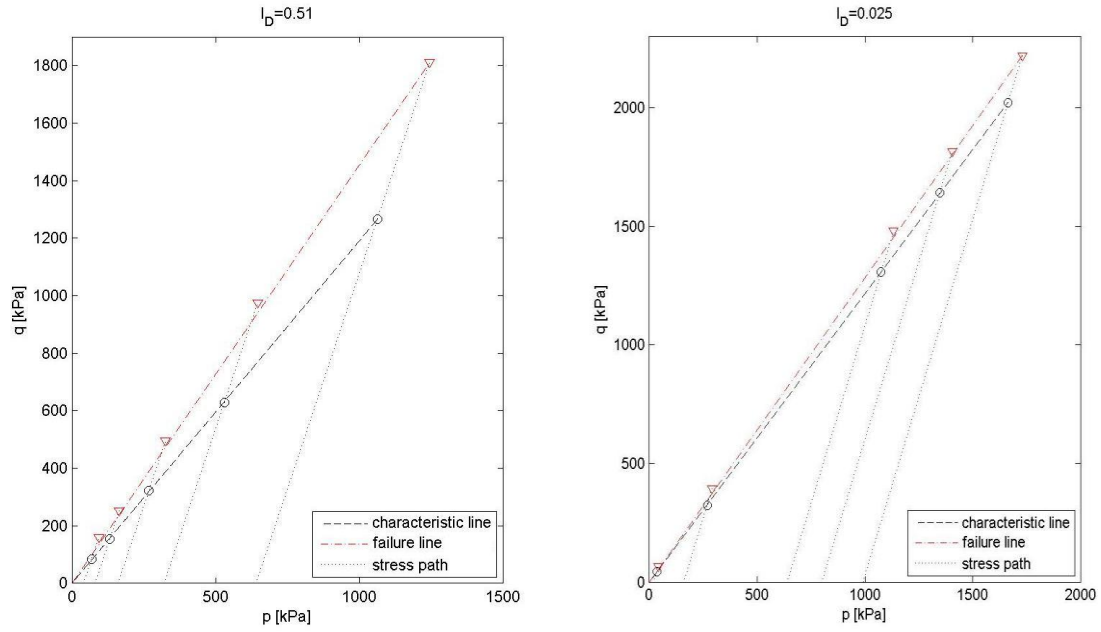 I_D=0.51
1800
1600
1400
1200
1000
800
600
400
200
0
0
500
1000
1500
q [kPa]
p [kPa]
characteristic line
failure line
stress path
I_D=0.025
2000
1500
1000
500
0
0
500
1000
1500
2000
q [kPa]
p [kPa]
characteristic line
failure line
stress path